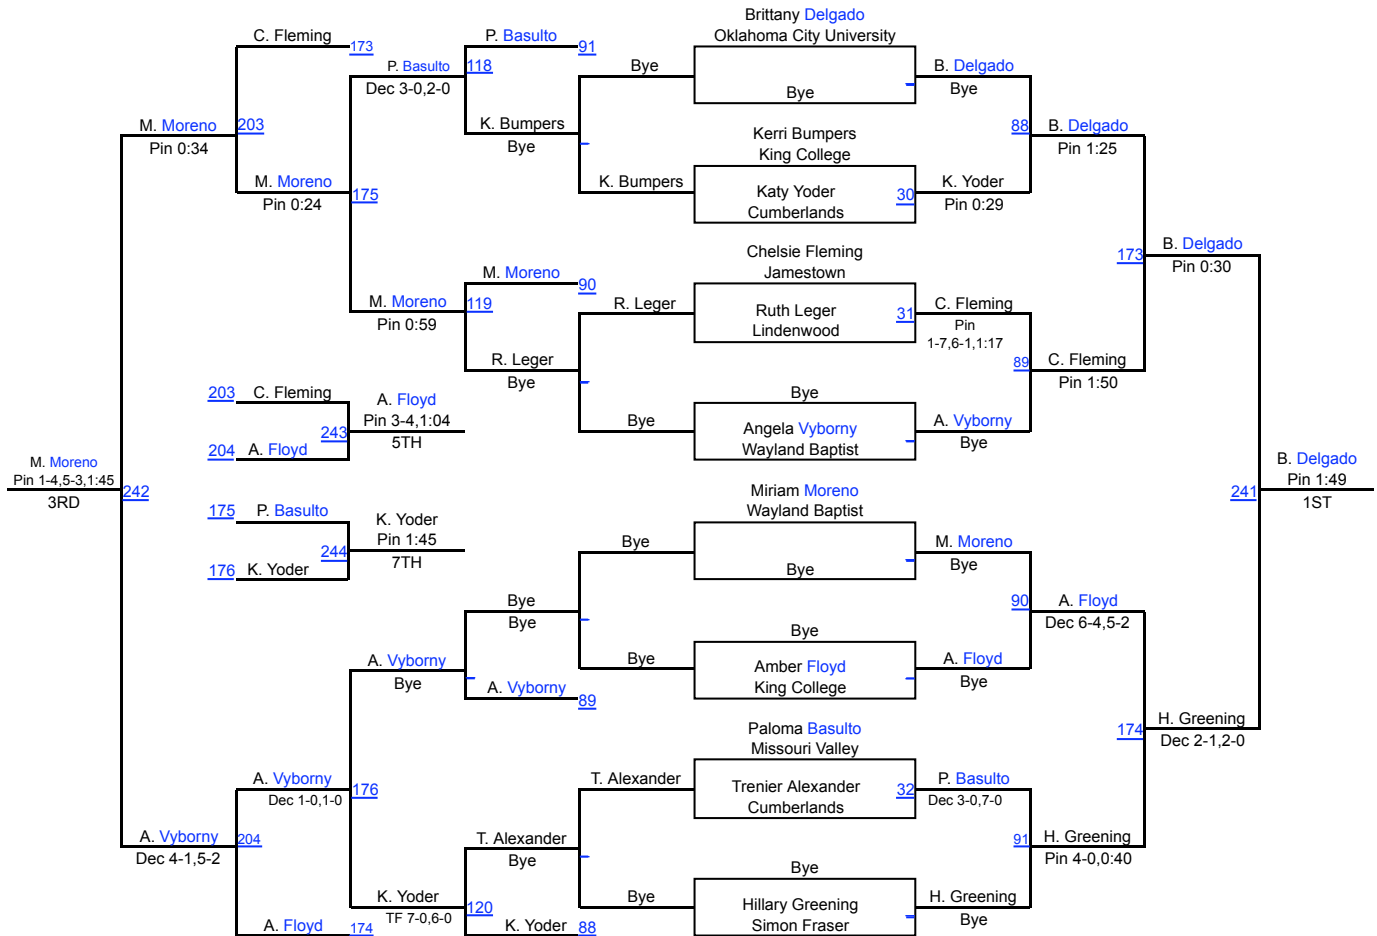 Brittany Delgado
Oklahoma City University
C. Fleming
173
P. Basulto
91
P. Basulto
118
Dec 3-0,2-0
Bye
Bye
B. Delgado
Bye
M. Moreno
203
Pin 0:34
K. Bumpers
Bye
88
B. Delgado
Pin 1:25
Kerri Bumpers
King College
M. Moreno
Pin 0:24
175
K. Bumpers
Katy Yoder
Cumberlands
30
K. Yoder
Pin 0:29
Chelsie Fleming
Jamestown
173
B. Delgado
Pin 0:30
M. Moreno
90
M. Moreno
119
Pin 0:59
R. Leger
Ruth Leger
Lindenwood
31
C. Fleming
Pin
1-7,6-1,1:17
R. Leger
Bye
89
C. Fleming
Pin 1:50
203
C. Fleming
A. Floyd
Pin 3-4,1:04
243
5TH
204
A. Floyd
Bye
Bye
Angela Vyborny
Wayland Baptist
A. Vyborny
Bye
M. Moreno
Pin 1-4,5-3,1:45
3RD
242
241
B. Delgado
Pin 1:49
1ST
Miriam Moreno
Wayland Baptist
175
P. Basulto
K. Yoder
Pin 1:45
244
7TH
176
K. Yoder
Bye
Bye
M. Moreno
Bye
Bye
Bye
90
A. Floyd
Dec 6-4,5-2
A. Vyborny
Bye
Bye
Bye
Amber Floyd
King College
A. Floyd
Bye
A. Vyborny
89
174
H. Greening
Dec 2-1,2-0
Paloma Basulto
Missouri Valley
A. Vyborny
Dec 1-0,1-0
176
T. Alexander
Trenier Alexander
Cumberlands
32
P. Basulto
Dec 3-0,7-0
A. Vyborny
204
Dec 4-1,5-2
T. Alexander
Bye
91
H. Greening
Pin 4-0,0:40
Bye
K. Yoder
TF 7-0,6-0
120
Bye
Hillary Greening
Simon Fraser
H. Greening
Bye
A. Floyd
174
K. Yoder
88